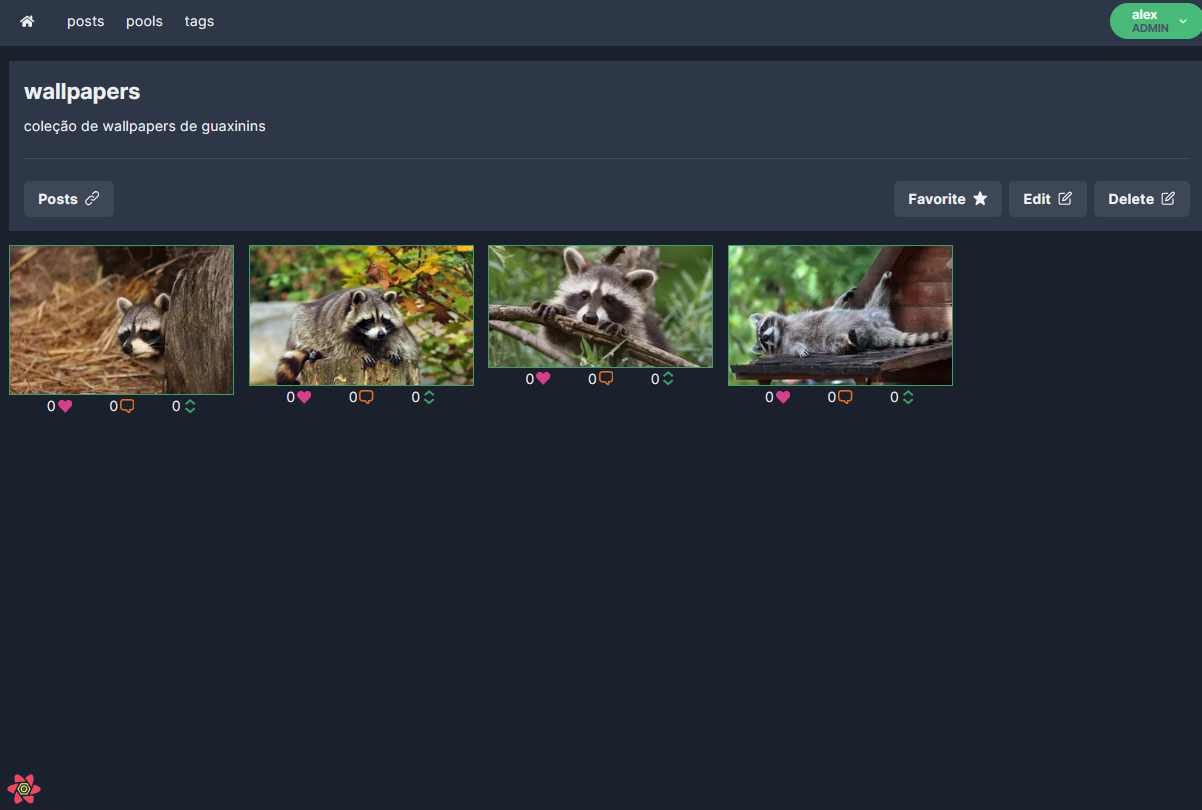 posts pools tags
alex
ADMIN
wallpapers
coleção de wallpapers de guaxinins
Posts Favorite Edit Delete
0 0 0 0 0 0 0 0 0 0 0 0